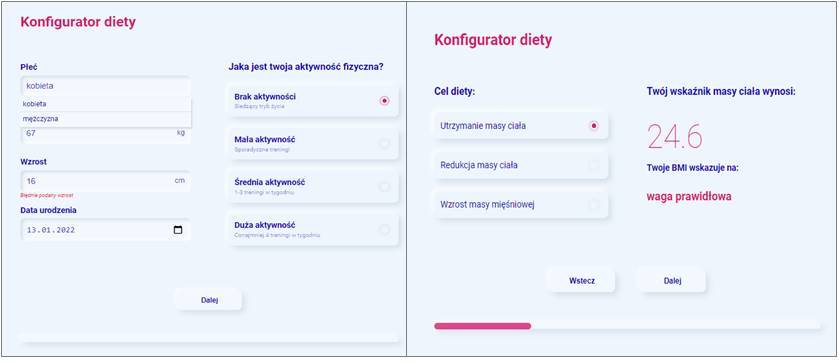 Konfigurator diety
Płeć
kobieta
kobieta
mężczyzna
67 kg
Wzrost
16 cm
Błędnie podany wzrost
Data urodzenia
13.01.2022
Jaka jest twoja aktywność fizyczna?
Brak aktywności
Siedzący tryb życia
Mała aktywność
Sporadyczne treningi
Średnia aktywność
1-3 treningi w tygodniu
Duża aktywność
Conajmniej 4 treningi w tygodniu
Dalej
Konfigurator diety
Cel diety:
Utrzymanie masy ciała
Redukcja masy ciała
Wzrost masy mięśniowej
Twój wskaźnik masy ciała wynosi:
24.6
Twoje BMI wskazuje na:
waga prawidłowa
Wstecz
Dalej